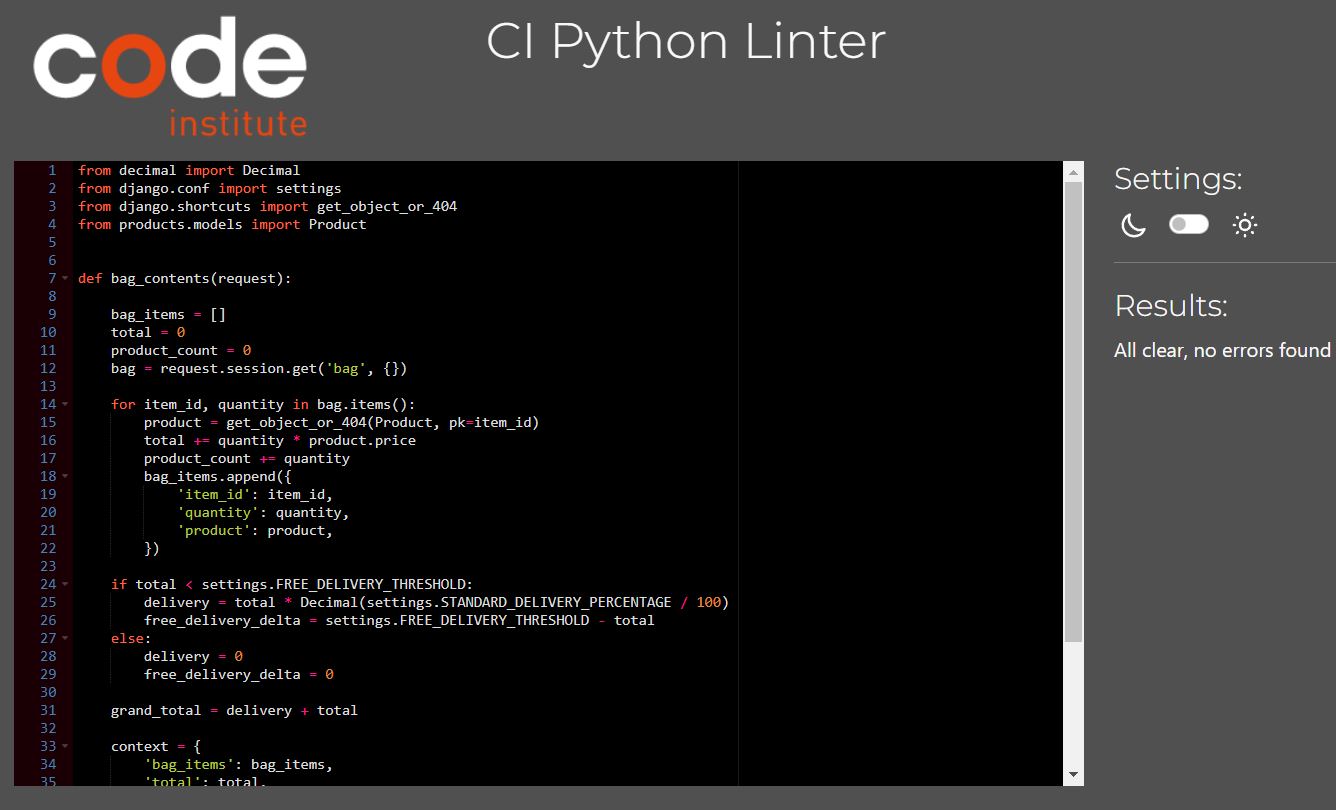 code
institute
CI Python Linter
1 from decimal import Decimal
2 from django.conf import settings
3 from django.shortcuts import get_object_or_404
4 from products.models import Product
5
6
7 def bag_contents(request):
8
9     bag_items = []
10     total = 0
11     product_count = 0
12     bag = request.session.get('bag', {})
13
14     for item_id, quantity in bag.items():
15         product = get_object_or_404(Product, pk=item_id)
16         total += quantity * product.price
17         product_count += quantity
18         bag_items.append({
19             'item_id': item_id,
20             'quantity': quantity,
21             'product': product,
22         })
23
24     if total < settings.FREE_DELIVERY_THRESHOLD:
25         delivery = total * Decimal(settings.STANDARD_DELIVERY_PERCENTAGE / 100)
26         free_delivery_delta = settings.FREE_DELIVERY_THRESHOLD - total
27     else:
28         delivery = 0
29         free_delivery_delta = 0
30
31     grand_total = delivery + total
32
33     context = {
34         'bag_items': bag_items,
35         'total': total,
Settings:
Results:
All clear, no errors found